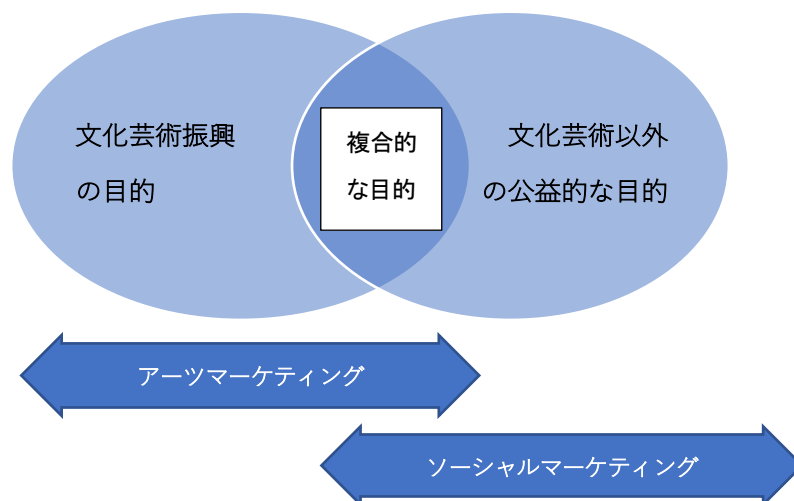 文化芸術振興
の目的
複合的
な目的
文化芸術以外
の公益的な目的
アーツマーケティング
ソーシャルマーケティング